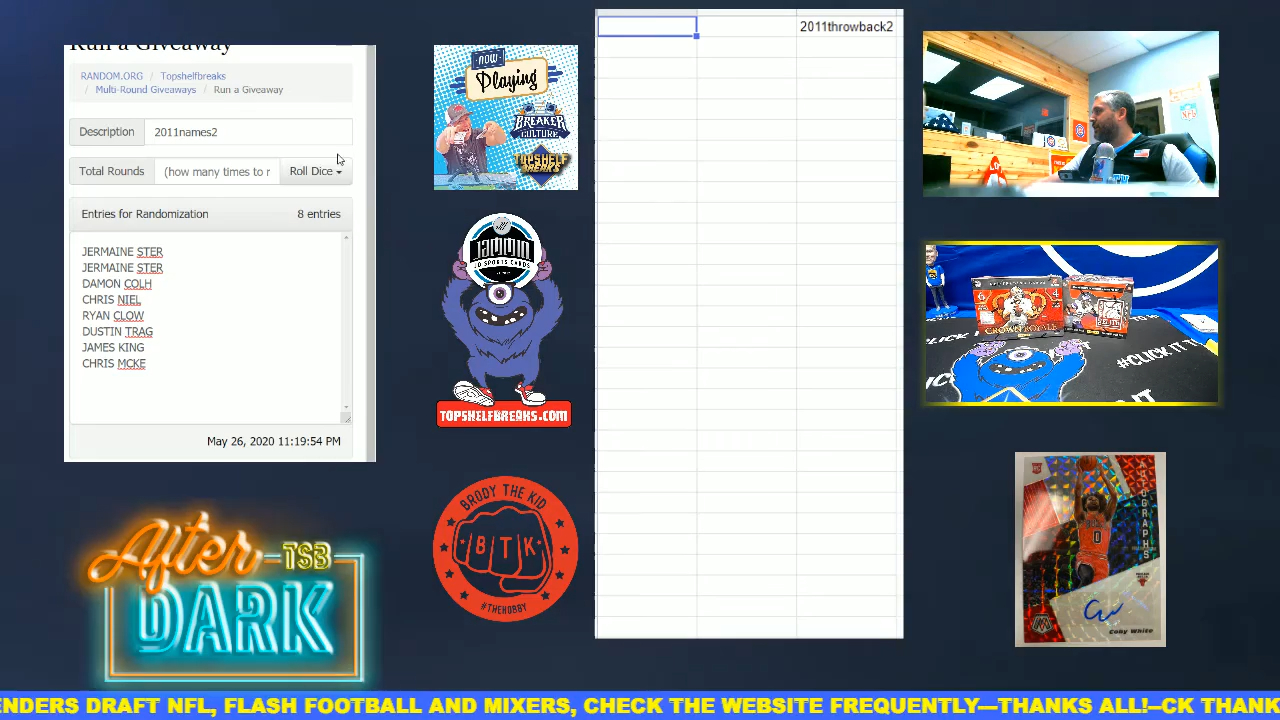 Run a Giveaway
RANDOM.ORG / Topshelfbreaks
/ Multi-Round Giveaways / Run a Giveaway
Description 2011names2
Total Rounds (how many times to r Roll Dice
Entries for Randomization 8 entries
JERMAINE STER
JERMAINE STER
DAMON COLH
CHRIS NIEL
RYAN CLOW
DUSTIN TRAG
JAMES KING
CHRIS MCKE
May 26, 2020 11:19:54 PM
After TSB
DARK
NOW
Playing
BREAKER
CULTURE
TOPSHELF
BREAKS
JD SPORTS CARDS
TOPSHELFBREAKS.COM
BRODY THE KID
BTK
#THEHOBBY
2011throwback2
NFL
CROWN ROYALE
#CLICK IT
AUTOGRAPHS
Coby White
ENDERS DRAFT NFL, FLASH FOOTBALL AND MIXERS, CHECK THE WEBSITE FREQUENTLY—THANKS ALL!--CK THANK